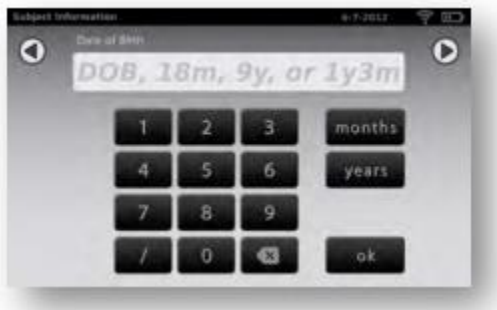 Subject Information 6-7-2012
Date of Birth
DOB, 18m, 9y, or 1y3m
1 2 3 months
4 5 6 years
7 8 9
/ 0 ok